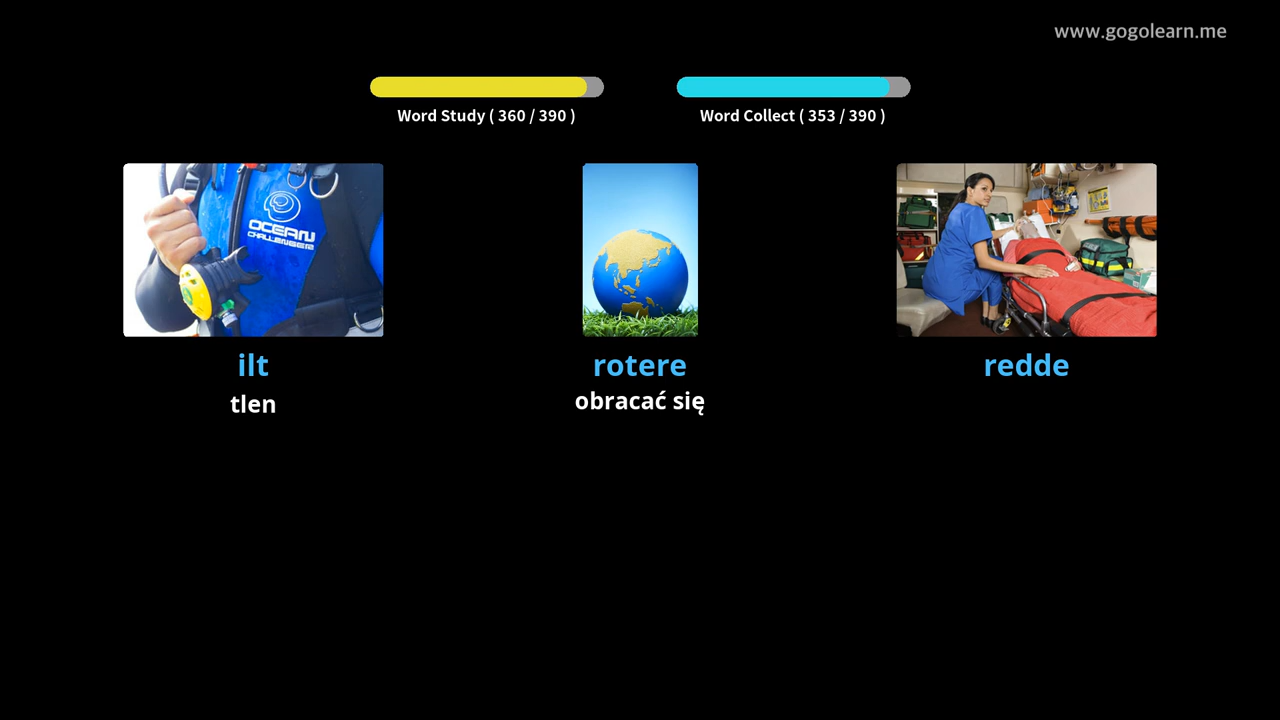 www.gogolearn.me
Word Study ( 360 / 390 )
Word Collect ( 353 / 390 )
OCEAN
CHALLENGER
ilt
rotere
redde
tlen
obracać się